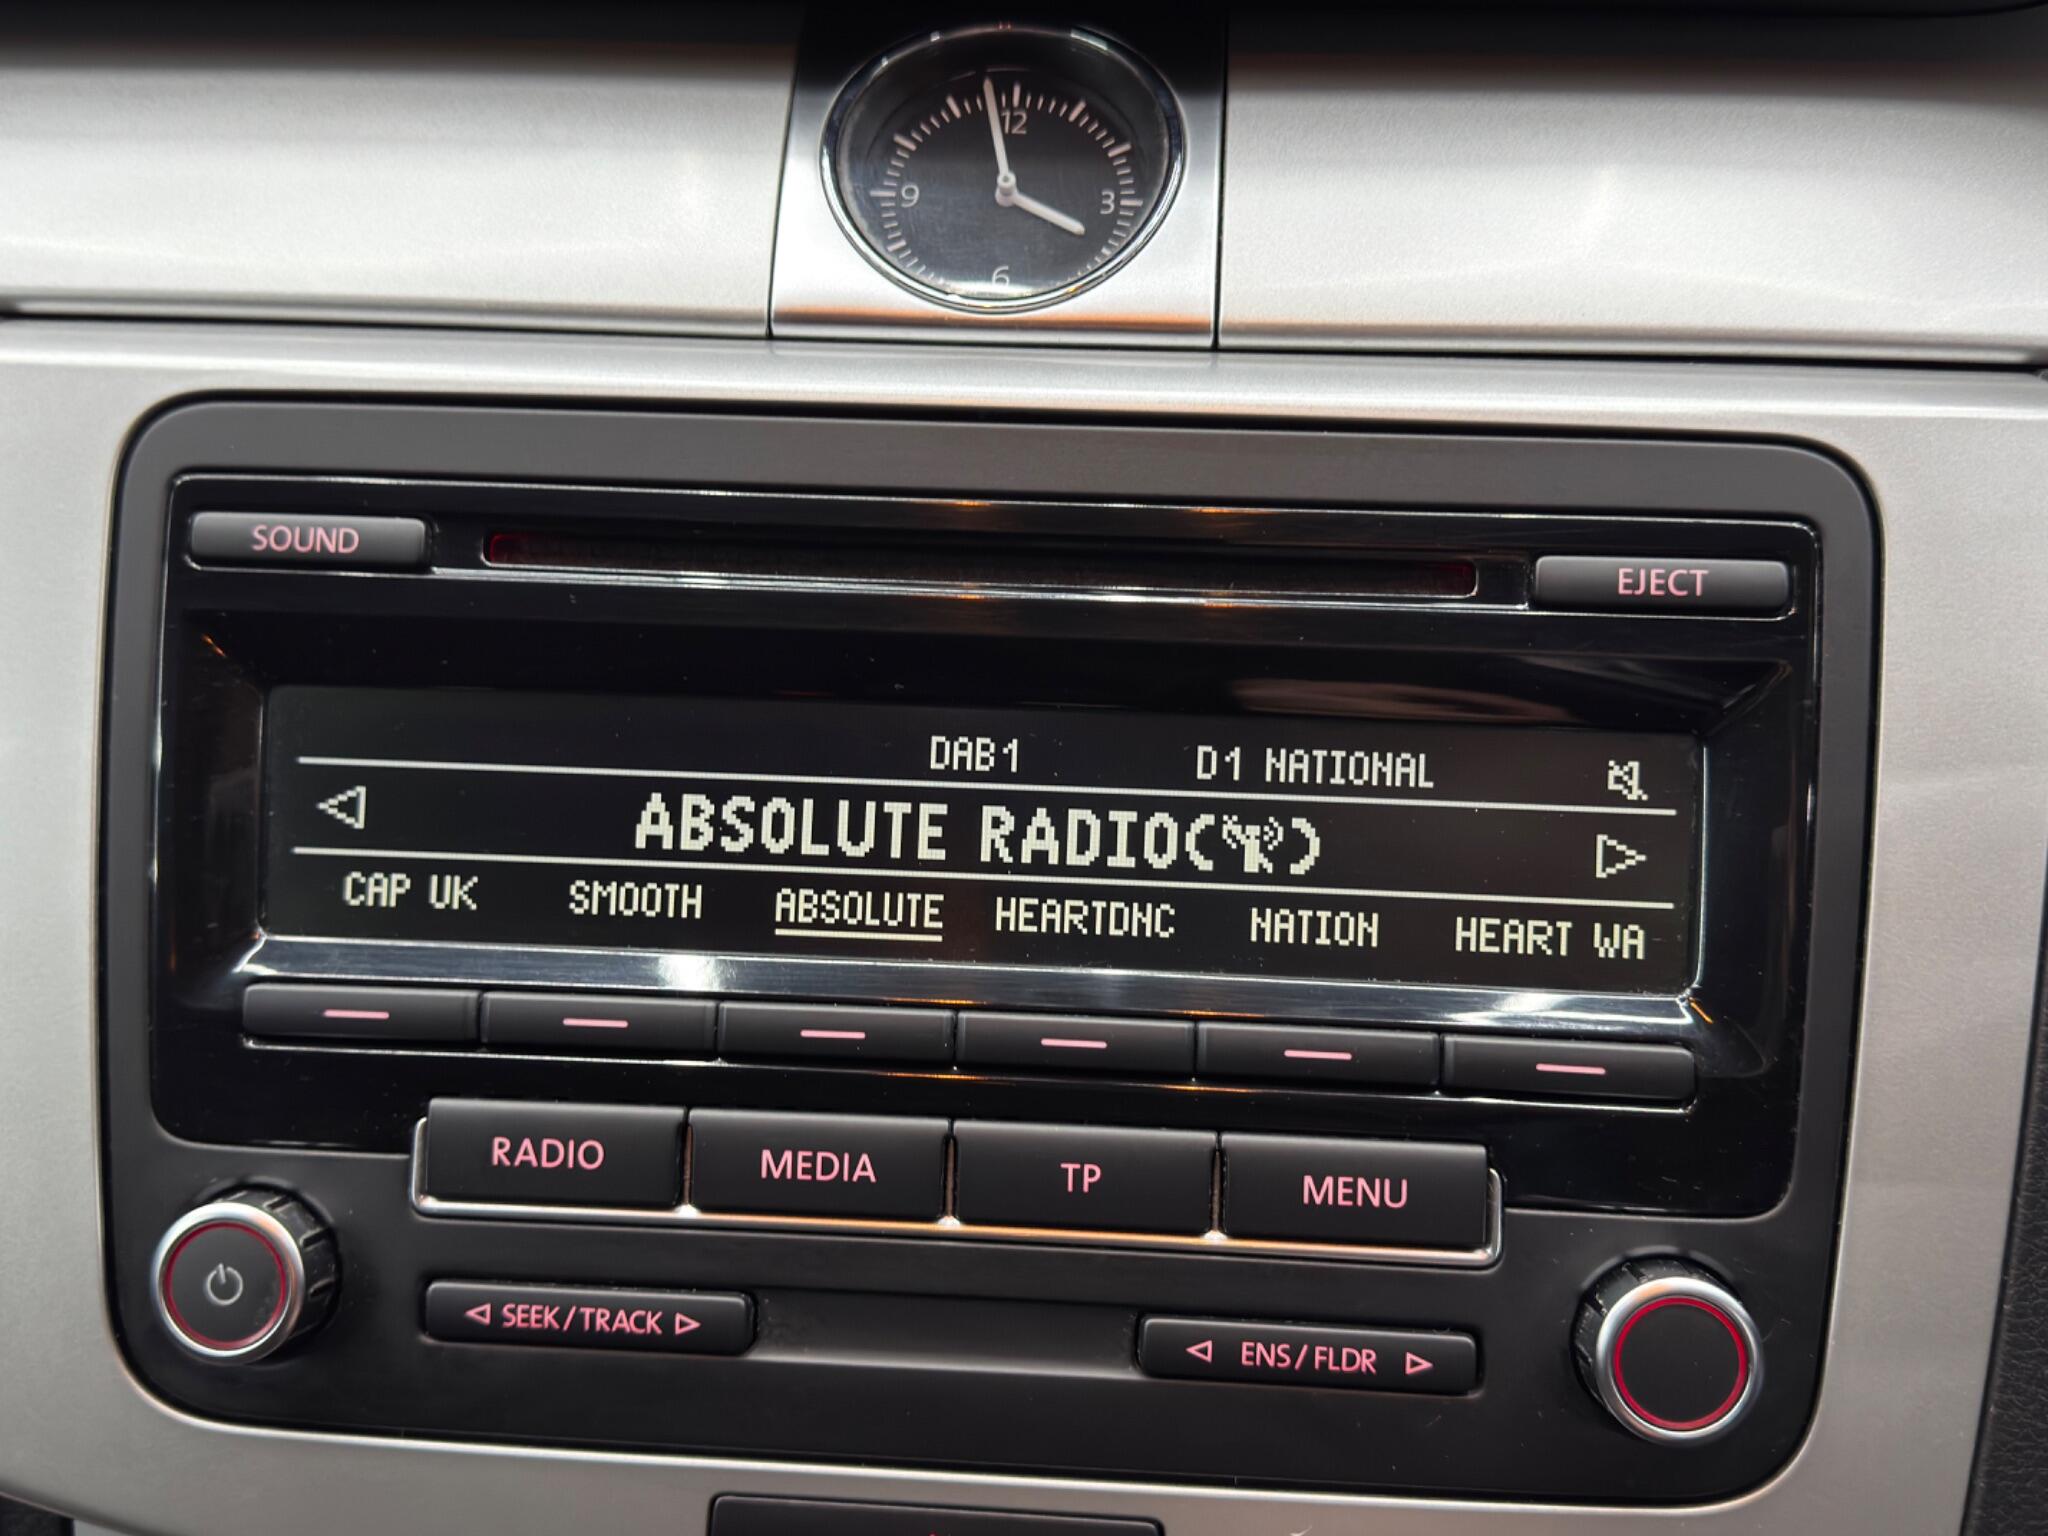 12
9 3
6
SOUND
EJECT
DAB1 D1 NATIONAL
ABSOLUTE RADIO( )
CAP UK SMOOTH ABSOLUTE HEARTDNC NATION HEART WA
RADIO MEDIA TP MENU
SEEK/TRACK
ENS/FLDR